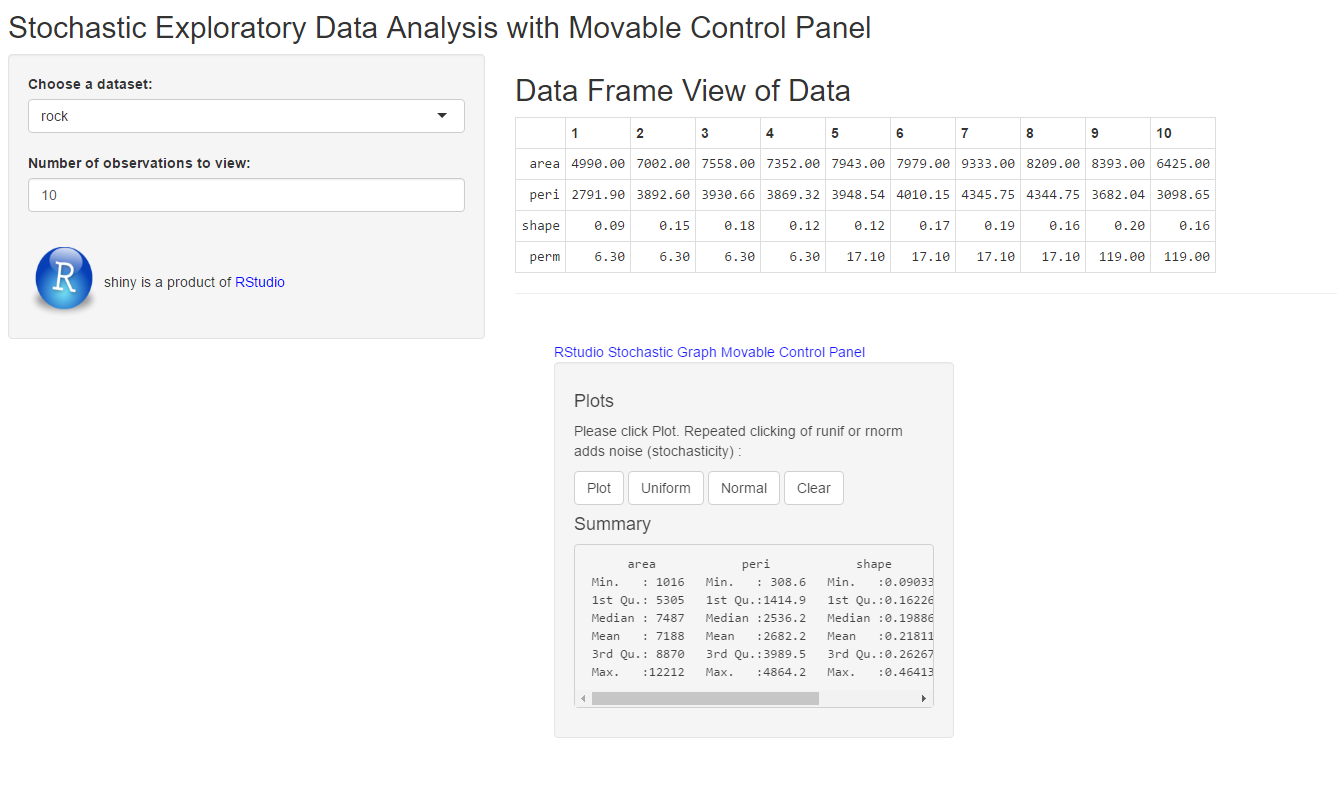 Stochastic Exploratory Data Analysis with Movable Control Panel
Choose a dataset:
rock
Number of observations to view:
10
R
shiny is a product of RStudio
Data Frame View of Data
1 2 3 4 5 6 7 8 9 10
area 4990.00 7002.00 7558.00 7352.00 7943.00 7979.00 9333.00 8209.00 8393.00 6425.00
peri 2791.90 3892.60 3930.66 3869.32 3948.54 4010.15 4345.75 4344.75 3682.04 3098.65
shape 0.09 0.15 0.18 0.12 0.12 0.17 0.19 0.16 0.20 0.16
perm 6.30 6.30 6.30 6.30 17.10 17.10 17.10 17.10 119.00 119.00
RStudio Stochastic Graph Movable Control Panel
Plots
Please click Plot. Repeated clicking of runif or rnorm
adds noise (stochasticity) :
Plot Uniform Normal Clear
Summary
area peri shape
Min. : 1016 Min. : 308.6 Min. :0.09033
1st Qu.: 5305 1st Qu.:1414.9 1st Qu.:0.16226
Median : 7487 Median :2536.2 Median :0.19886
Mean : 7188 Mean :2682.2 Mean :0.21811
3rd Qu.: 8870 3rd Qu.:3989.5 3rd Qu.:0.26267
Max. :12212 Max. :4864.2 Max. :0.46413